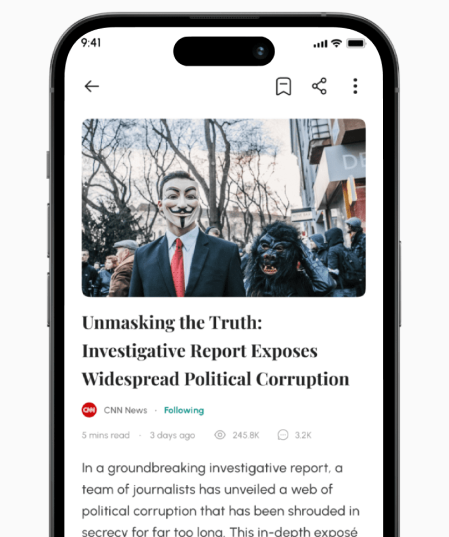 9:41
DE
Unmasking the Truth:
Investigative Report Exposes
Widespread Political Corruption
CNN CNN News · Following
5 mins read · 3 days ago 245.8K 3.2K
In a groundbreaking investigative report, a
team of journalists has unveiled a web of
political corruption that has been shrouded in
secrecy for far too long. This in-depth exposé